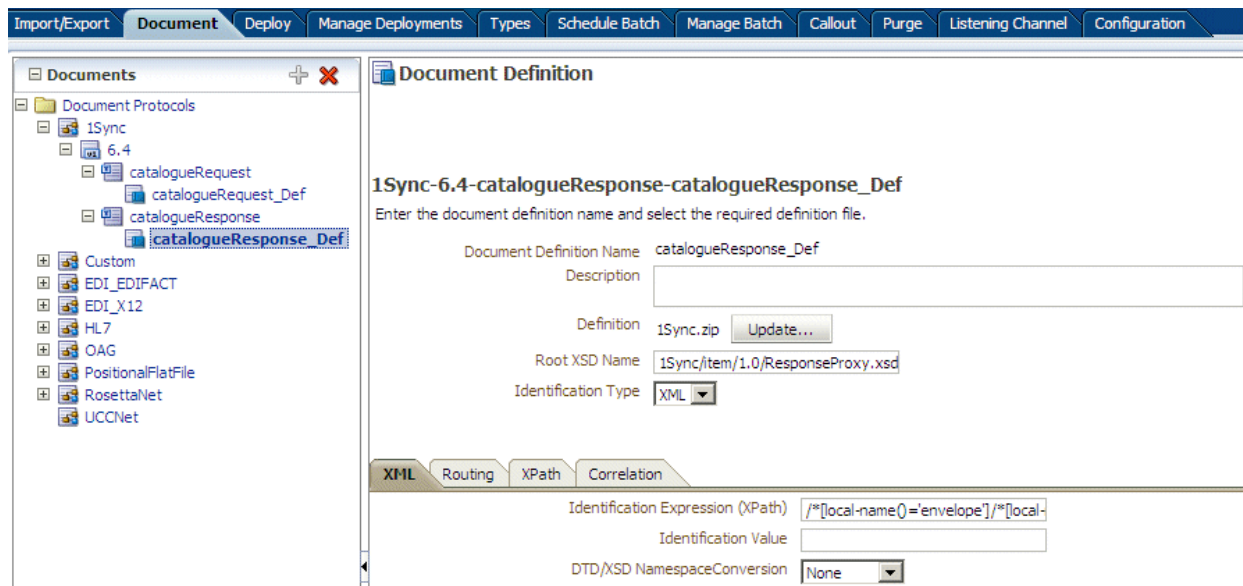 Import/Export Document Deploy Manage Deployments Types Schedule Batch Manage Batch Callout Purge Listening Channel Configuration
Documents
Document Protocols
1Sync
6.4
catalogueRequest
catalogueRequest_Def
catalogueResponse
catalogueResponse_Def
Custom
EDI_EDIFACT
EDI_X12
HL7
OAG
PositionalFlatFile
RosettaNet
UCCNet
Document Definition
1Sync-6.4-catalogueResponse-catalogueResponse_Def
Enter the document definition name and select the required definition file.
Document Definition Name catalogueResponse_Def
Description
Definition 1Sync.zip Update...
Root XSD Name 1Sync/item/1.0/ResponseProxy.xsd
Identification Type XML
XML Routing XPath Correlation
Identification Expression (XPath) /*[local-name()='envelope']/*[local-
Identification Value
DTD/XSD NamespaceConversion None